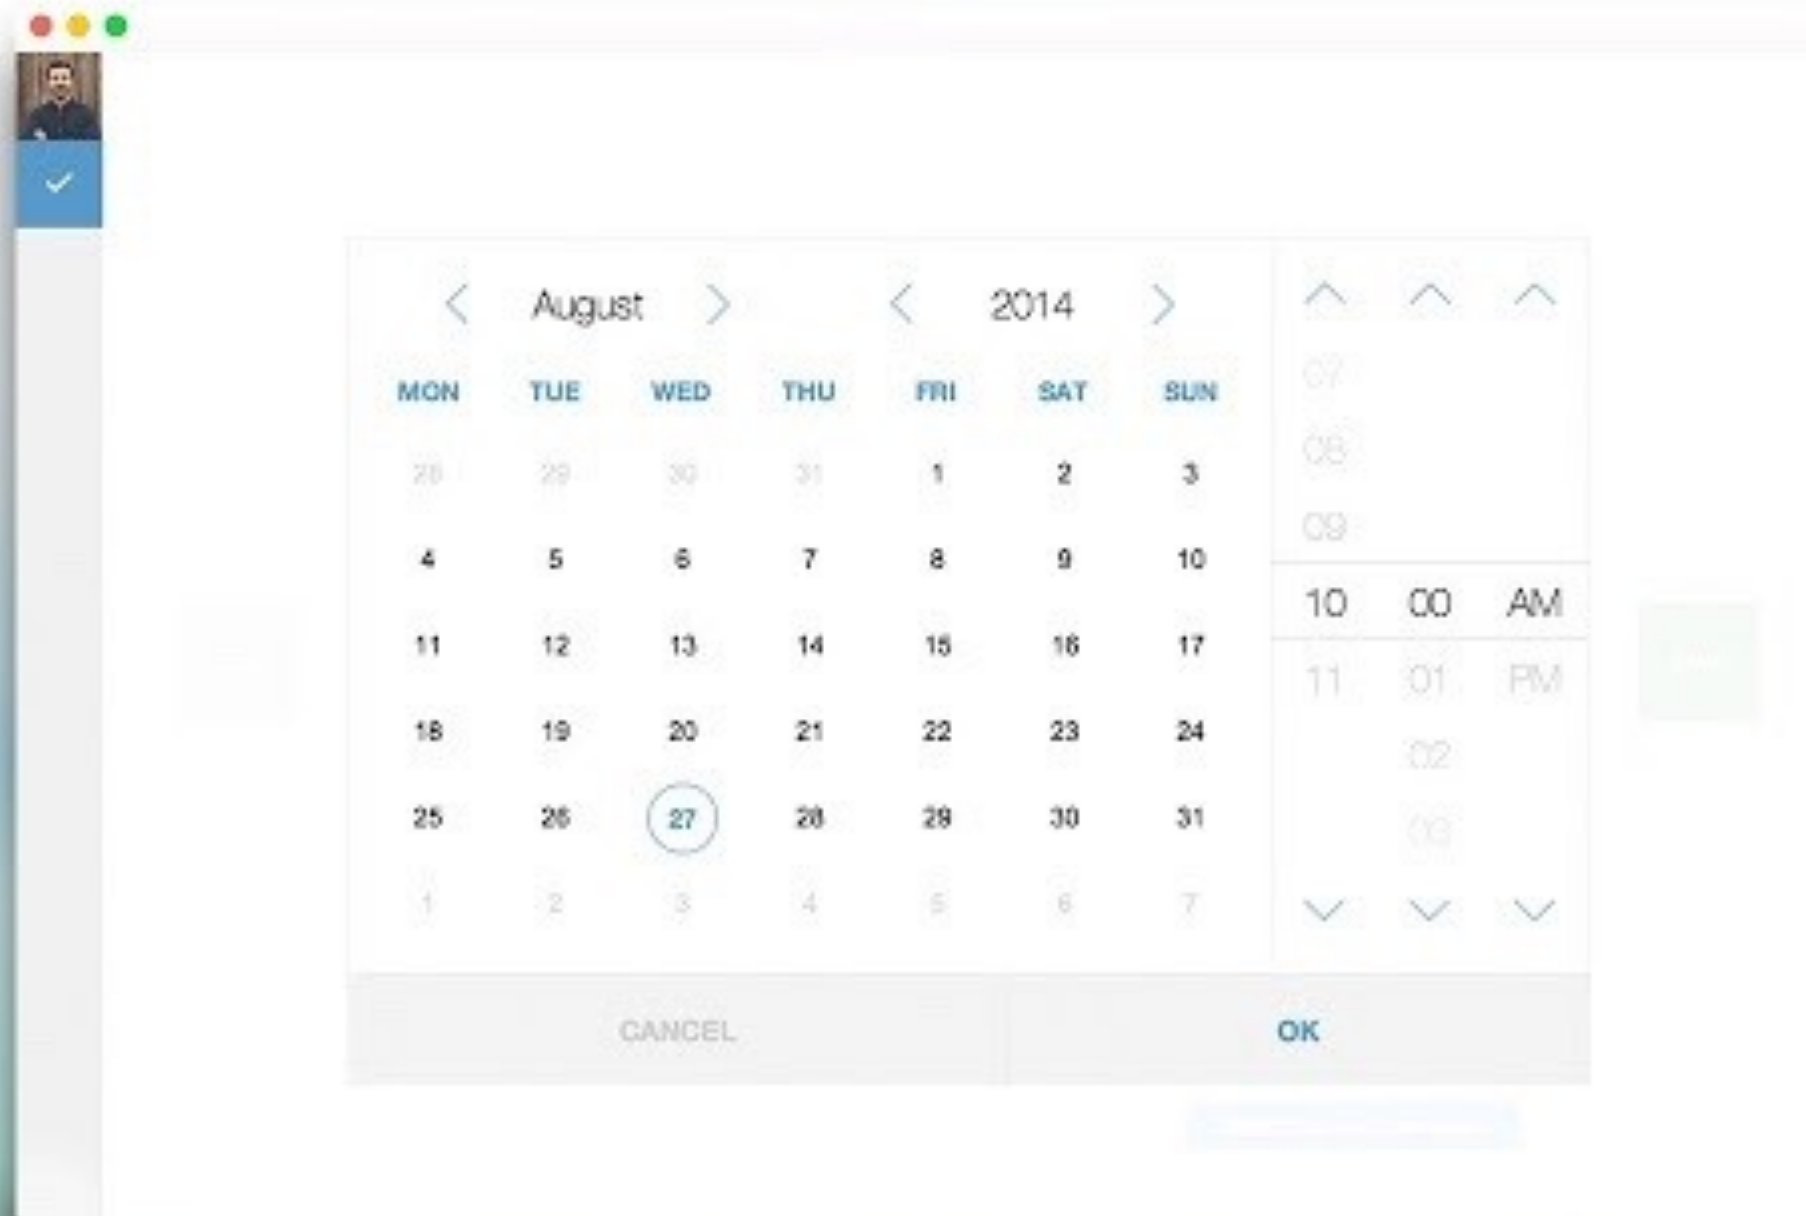 August 2014
MON TUE WED THU FRI SAT SUN
28 29 30 31 1 2 3
4 5 6 7 8 9 10
11 12 13 14 15 16 17
18 19 20 21 22 23 24
25 26 27 28 29 30 31
1 2 3 4 5 6 7
07
08
09
10 00 AM
11 01 PM
02
03
CANCEL OK